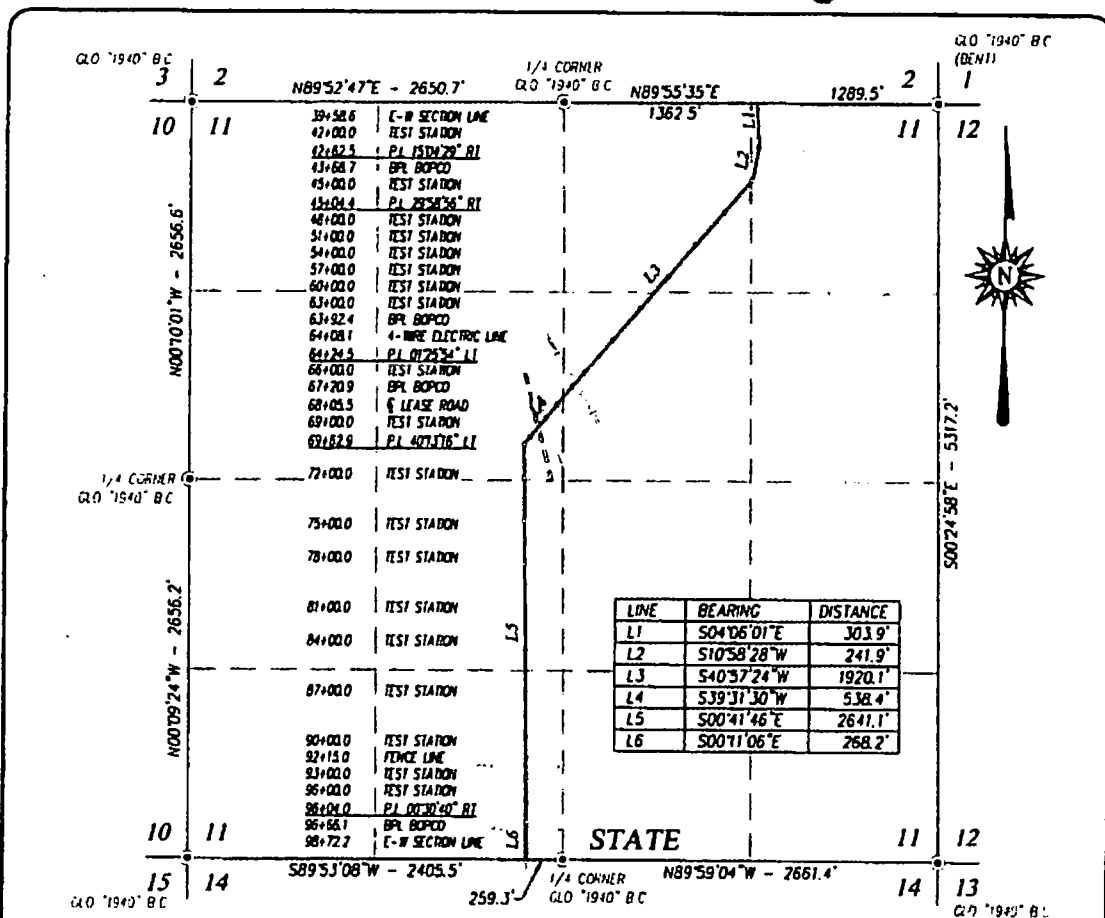 GLO "1940" B C
3 2
10 11
N89°52'47"E - 2650.7'
1/4 CORNER
GLO "1940" B C
N89°55'35"E
1362.5'
1289.5'
GLO "1940" B C
(BENT)
2 1
11 12
39+58.6 E-W SECTION LINE
42+00.0 TEST STATION
42+62.5 P.I. 15°04'29" RT
43+68.7 BPL BOPCO
45+00.0 TEST STATION
45+04.4 P.I. 29°58'56" RT
48+00.0 TEST STATION
51+00.0 TEST STATION
54+00.0 TEST STATION
57+00.0 TEST STATION
60+00.0 TEST STATION
63+00.0 TEST STATION
63+92.4 BPL BOPCO
64+08.1 4-WIRE ELECTRIC LINE
64+24.5 P.I. 01°25'54" LT
66+00.0 TEST STATION
67+20.9 BPL BOPCO
68+05.5 ℄ LEASE ROAD
69+00.0 TEST STATION
69+62.9 P.I. 40°13'16" LT
72+00.0 TEST STATION
75+00.0 TEST STATION
78+00.0 TEST STATION
81+00.0 TEST STATION
84+00.0 TEST STATION
87+00.0 TEST STATION
90+00.0 TEST STATION
92+15.0 FENCE LINE
93+00.0 TEST STATION
96+00.0 TEST STATION
96+04.0 P.I. 00°30'40" RT
96+66.1 BPL BOPCO
98+72.2 E-W SECTION LINE
N00°10'01"W - 2656.6'
1/4 CORNER
GLO "1940" B C
N00°09'24"W - 2656.2'
L1
L2
L3
L5
L6
N
S00°24'58"E - 5317.2'
LINE BEARING DISTANCE
L1 S04°06'01"E 303.9'
L2 S10°58'28"W 241.9'
L3 S40°57'24"W 1920.1'
L4 S39°31'30"W 538.4'
L5 S00°41'46"E 2641.1'
L6 S00°11'06"E 268.2'
STATE
10 11
15 14
GLO "1940" B C
S89°53'08"W - 2405.5'
259.3'
1/4 CORNER
GLO "1940" B C
N89°59'04"W - 2661.4'
11 12
14 13
GLO "1940" B C